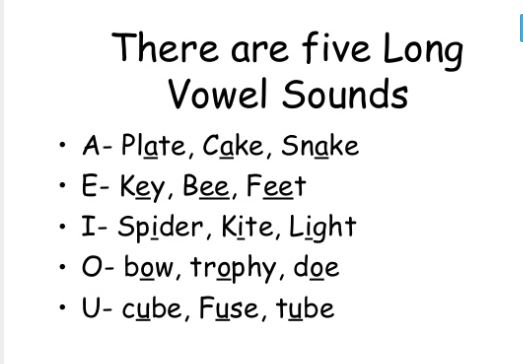 There are five Long
Vowel Sounds
• A- Plate, Cake, Snake
• E- Key, Bee, Feet
• I- Spider, Kite, Light
• O- bow, trophy, doe
• U- cube, Fuse, tube